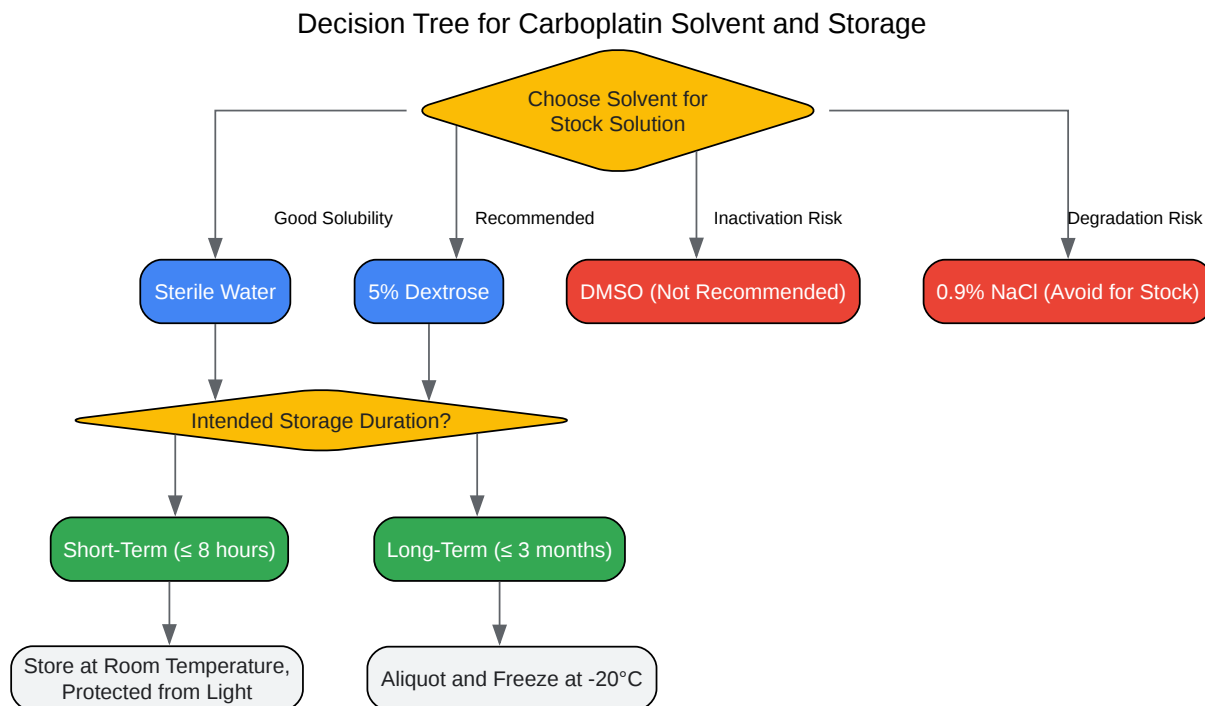 Decision Tree for Carboplatin Solvent and Storage
Choose Solvent for
Stock Solution
Good Solubility
Recommended
Inactivation Risk
Degradation Risk
Sterile Water
5% Dextrose
DMSO (Not Recommended)
0.9% NaCl (Avoid for Stock)
Intended Storage Duration?
Short-Term (≤ 8 hours)
Long-Term (≤ 3 months)
Store at Room Temperature,
Protected from Light
Aliquot and Freeze at -20°C